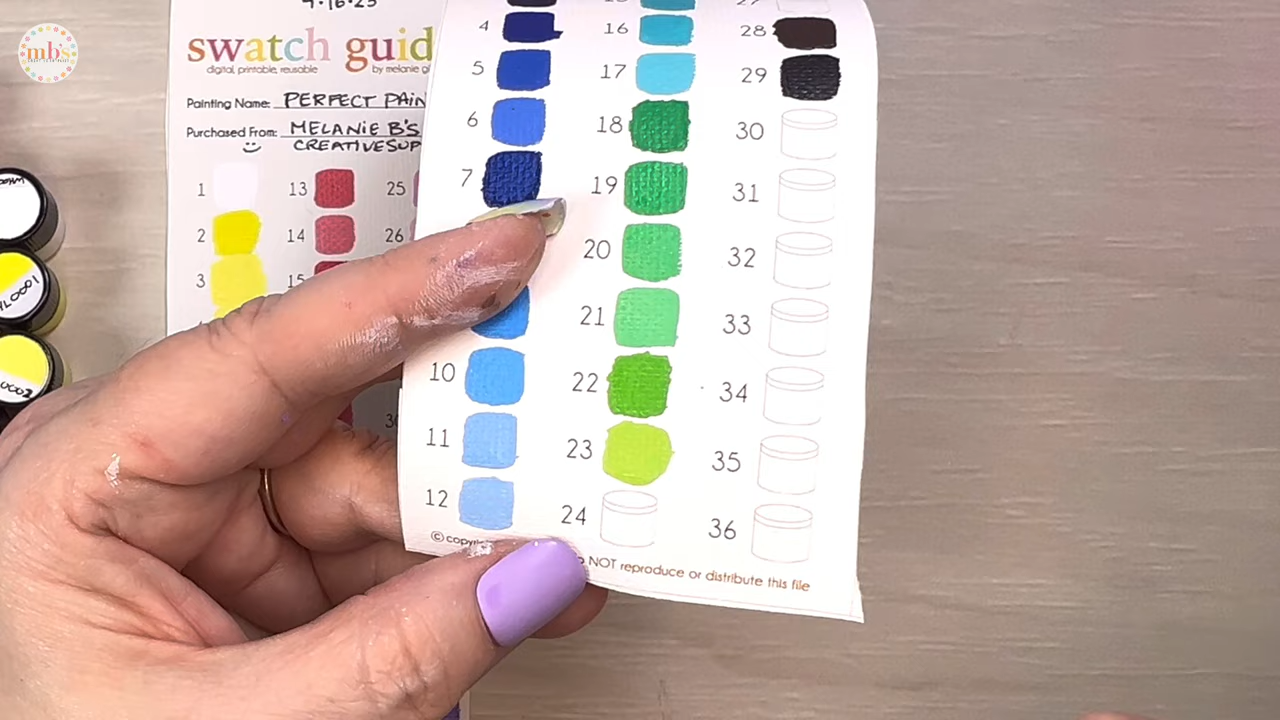 mb's
4·16·25
swatch guid
digital, printable, reusable
by melanie
Painting Name: PERFECT PAIN
Purchased From: MELANIE B'S
CREATIVESUP
1 13 25
2 14 26
3 15
4 16 28
5 17 29
6 18 30
7 19 31
20 32
21 33
10 22 34
11 23 35
12 24 36
© copyri
NOT reproduce or distribute this file
0002